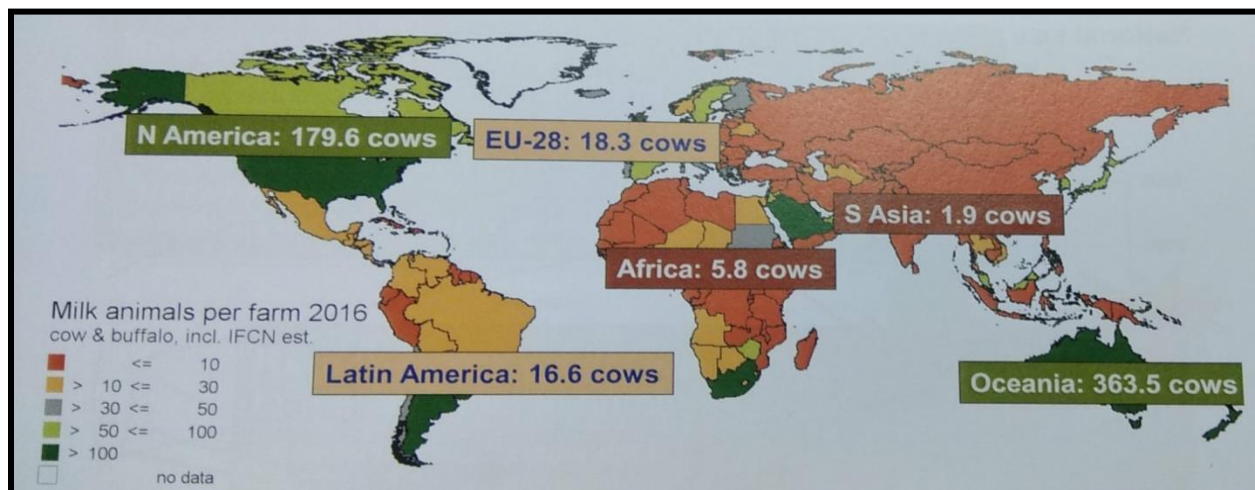 N America: 179.6 cows
EU-28: 18.3 cows
S Asia: 1.9 cows
Africa: 5.8 cows
Latin America: 16.6 cows
Oceania: 363.5 cows
Milk animals per farm 2016
cow & buffalo, incl. IFCN est.
<= 10
> 10 <= 30
> 30 <= 50
> 50 <= 100
> 100
no data